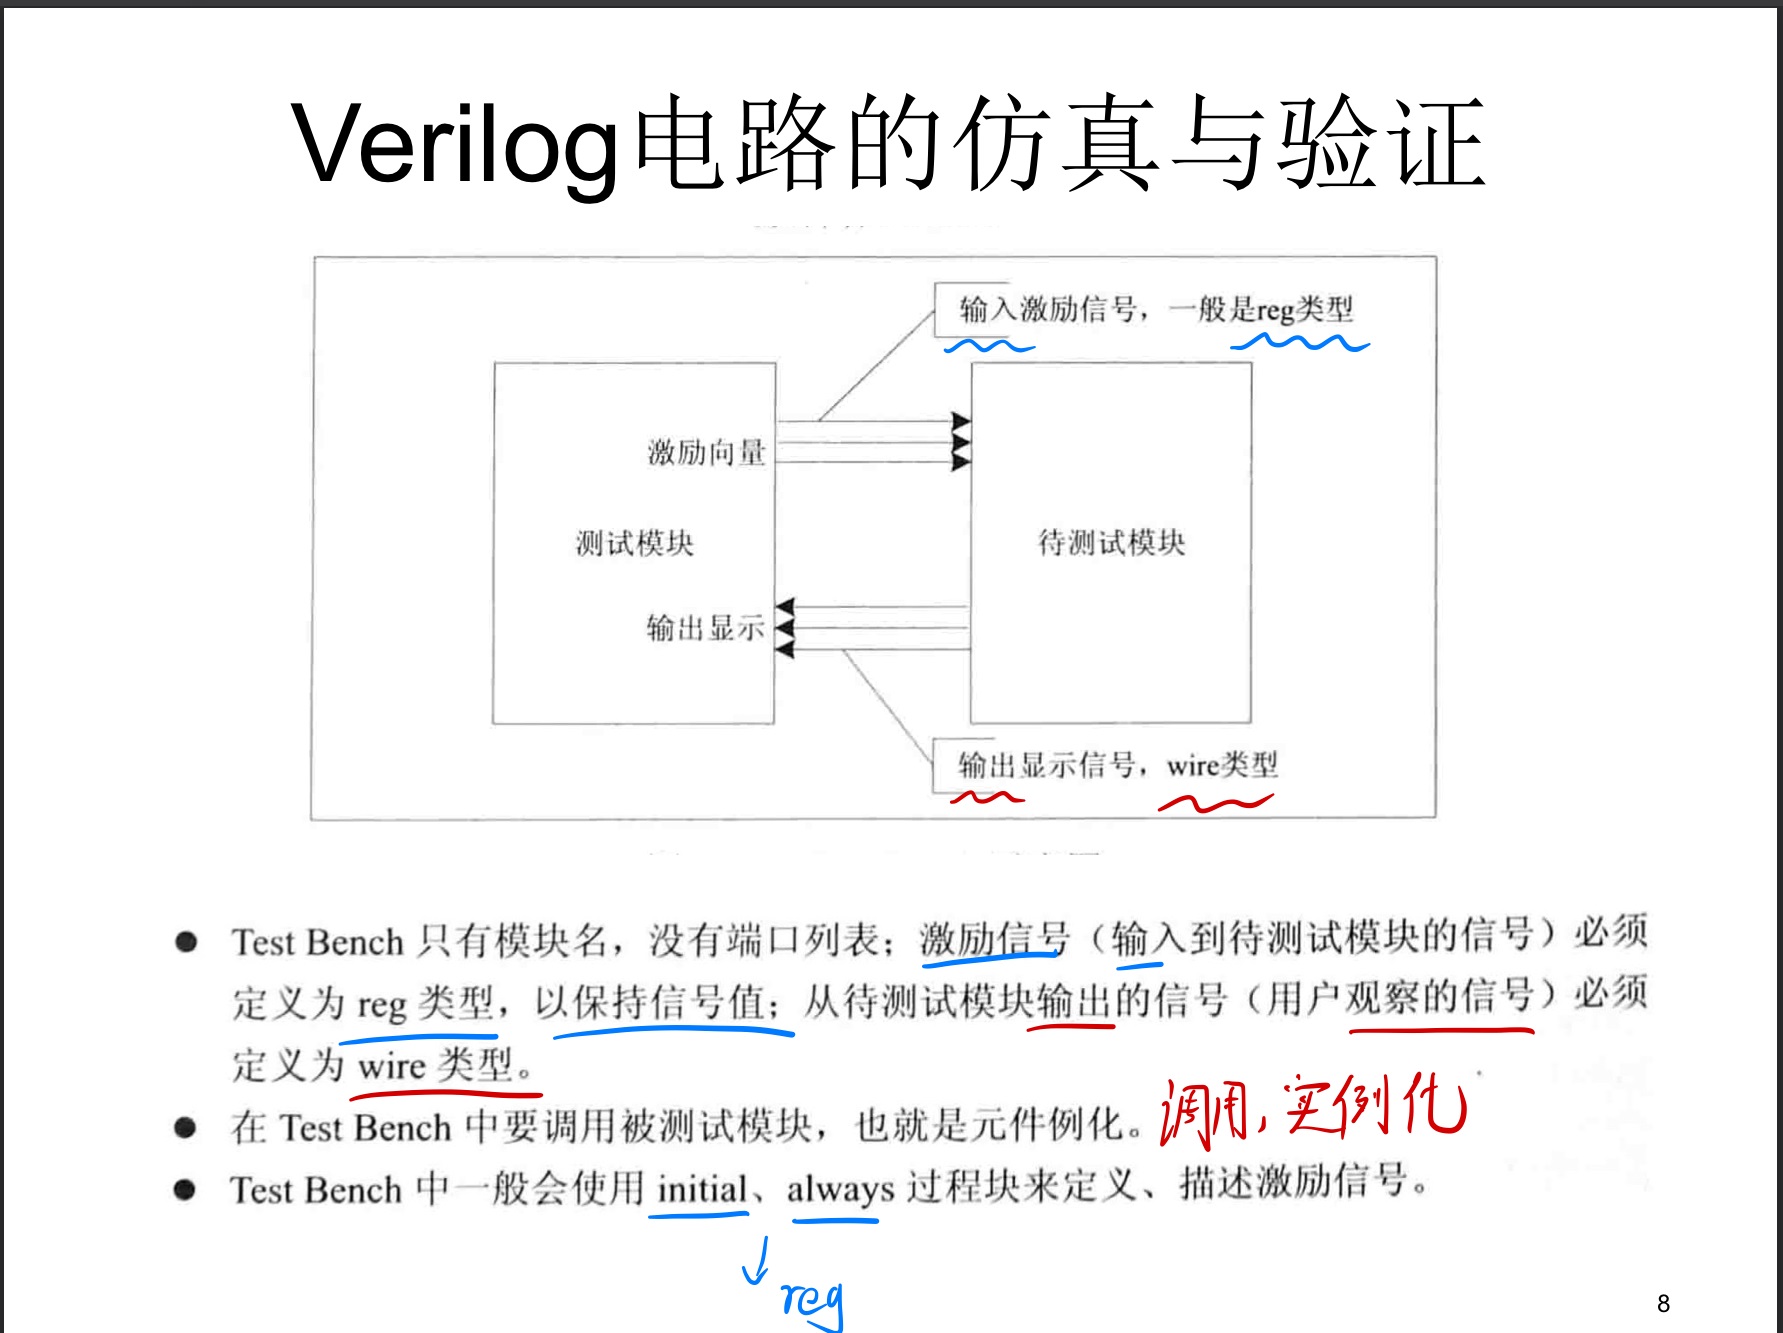 Verilog电路的仿真与验证
输入激励信号，一般是reg类型
激励向量
测试模块
待测试模块
输出显示
输出显示信号，wire类型
● Test Bench 只有模块名，没有端口列表；激励信号（输入到待测试模块的信号）必须
定义为 reg 类型，以保持信号值；从待测试模块输出的信号（用户观察的信号）必须
定义为 wire 类型。
● 在 Test Bench 中要调用被测试模块，也就是元件例化。调用，实例化
● Test Bench 中一般会使用 initial、always 过程块来定义、描述激励信号。
reg
8